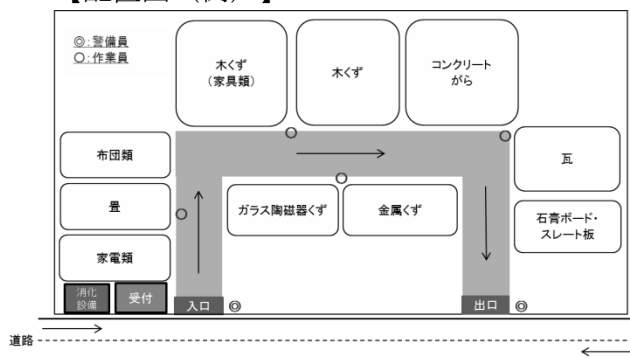 【配置図（例）】
◎：警備員
○：作業員
木くず
（家具類）
木くず
コンクリート
がら
布団類
瓦
畳
ガラス陶磁器くず
金属くず
石膏ボード・
スレート板
家電類
消化
設備
受付
入口
◎
出口
◎
道路